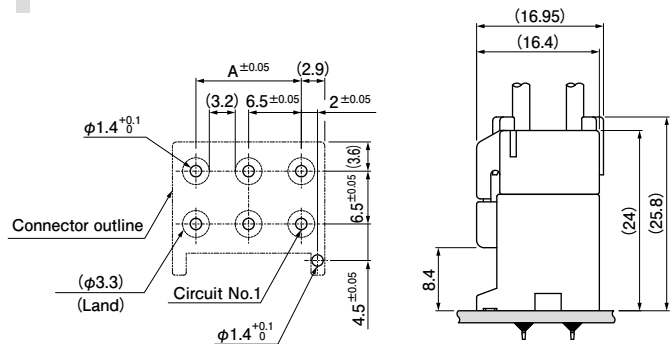 (16.95)
(16.4)
A±0.05
(2.9)
(3.2)
6.5±0.05
2±0.05
φ1.4+0.1 0
(3.6)
6.5±0.05
Connector outline
(φ3.3)
(Land)
Circuit No.1
φ1.4+0.1 0
4.5±0.05
8.4
(24)
(25.8)